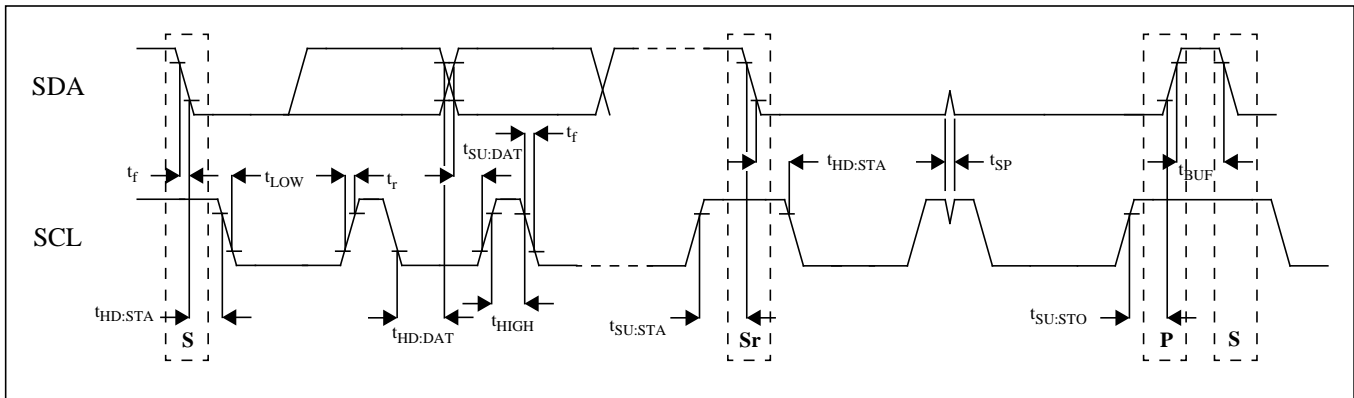 SDA
t_f
t_SU:DAT
t_HD:STA
t_SP
t_BUF
t_f
t_LOW
t_r
SCL
t_HD:STA
t_HD:DAT
t_HIGH
t_SU:STA
t_SU:STO
S
Sr
P
S